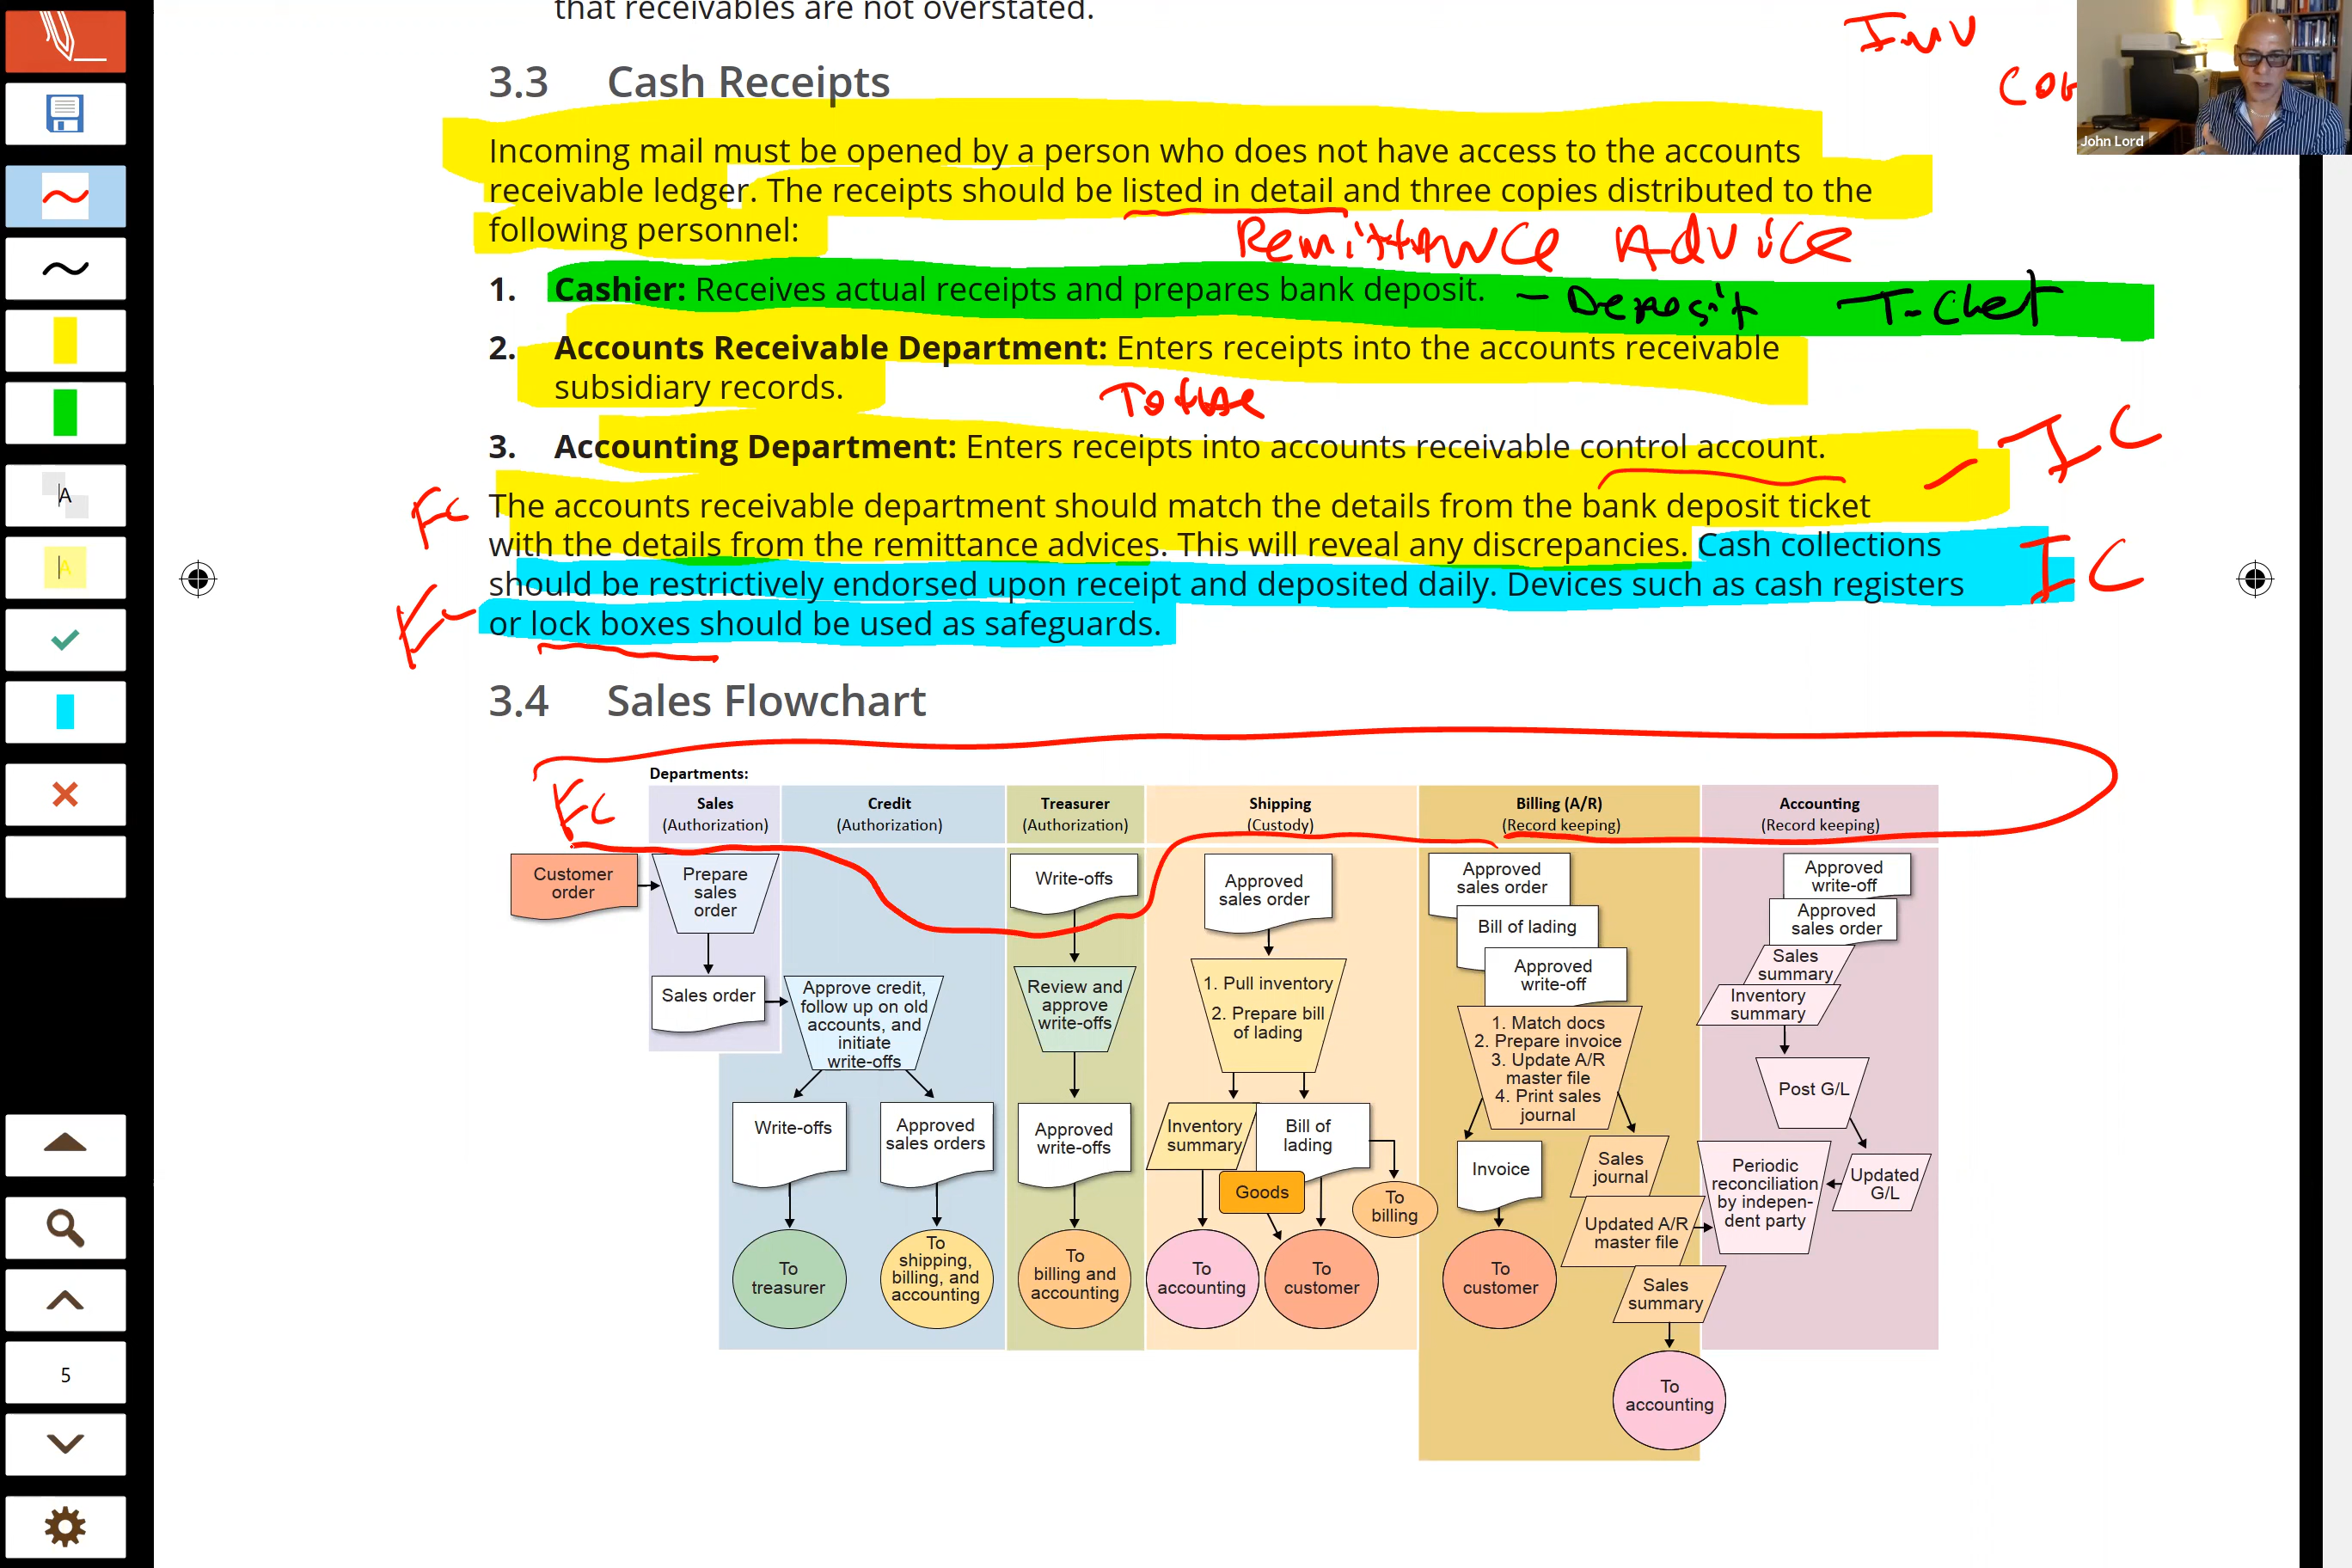 that receivables are not overstated.
Inv
John Lord
3.3 Cash Receipts
Incoming mail must be opened by a person who does not have access to the accounts
receivable ledger. The receipts should be listed in detail and three copies distributed to the
following personnel:
Remittance Advice
1. Cashier: Receives actual receipts and prepares bank deposit. - Deposit
2. Accounts Receivable Department: Enters receipts into the accounts receivable
subsidiary records.
3. Accounting Department: Enters receipts into accounts receivable control account.
IC
The accounts receivable department should match the details from the bank deposit ticket
with the details from the remittance advices. This will reveal any discrepancies. Cash collections
should be restrictively endorsed upon receipt and deposited daily. Devices such as cash registers
or lock boxes should be used as safeguards.
IC
3.4 Sales Flowchart
Departments:
Sales
(Authorization)
Credit
(Authorization)
Treasurer
(Authorization)
Shipping
(Custody)
Billing (A/R)
(Record keeping)
Accounting
(Record keeping)
Customer
order
Prepare
sales
order
Sales order
Approve credit,
follow up on old
accounts, and
initiate
write-offs
Write-offs
Approved
sales orders
To
treasurer
To
shipping,
billing, and
accounting
Write-offs
Review and
approve
write-offs
Approved
write-offs
To
billing and
accounting
Approved
sales order
1. Pull inventory
2. Prepare bill
of lading
Inventory
summary
Bill of
lading
Goods
To
billing
To
accounting
To
customer
Approved
sales order
Bill of lading
Approved
write-off
1. Match docs
2. Prepare invoice
3. Update A/R
master file
4. Print sales
journal
Invoice
Sales
journal
Updated A/R
master file
To
customer
Sales
summary
To
accounting
Approved
write-off
Approved
sales order
Sales
summary
Inventory
summary
Post G/L
Periodic
reconciliation
by indepen-
dent party
Updated
G/L
5